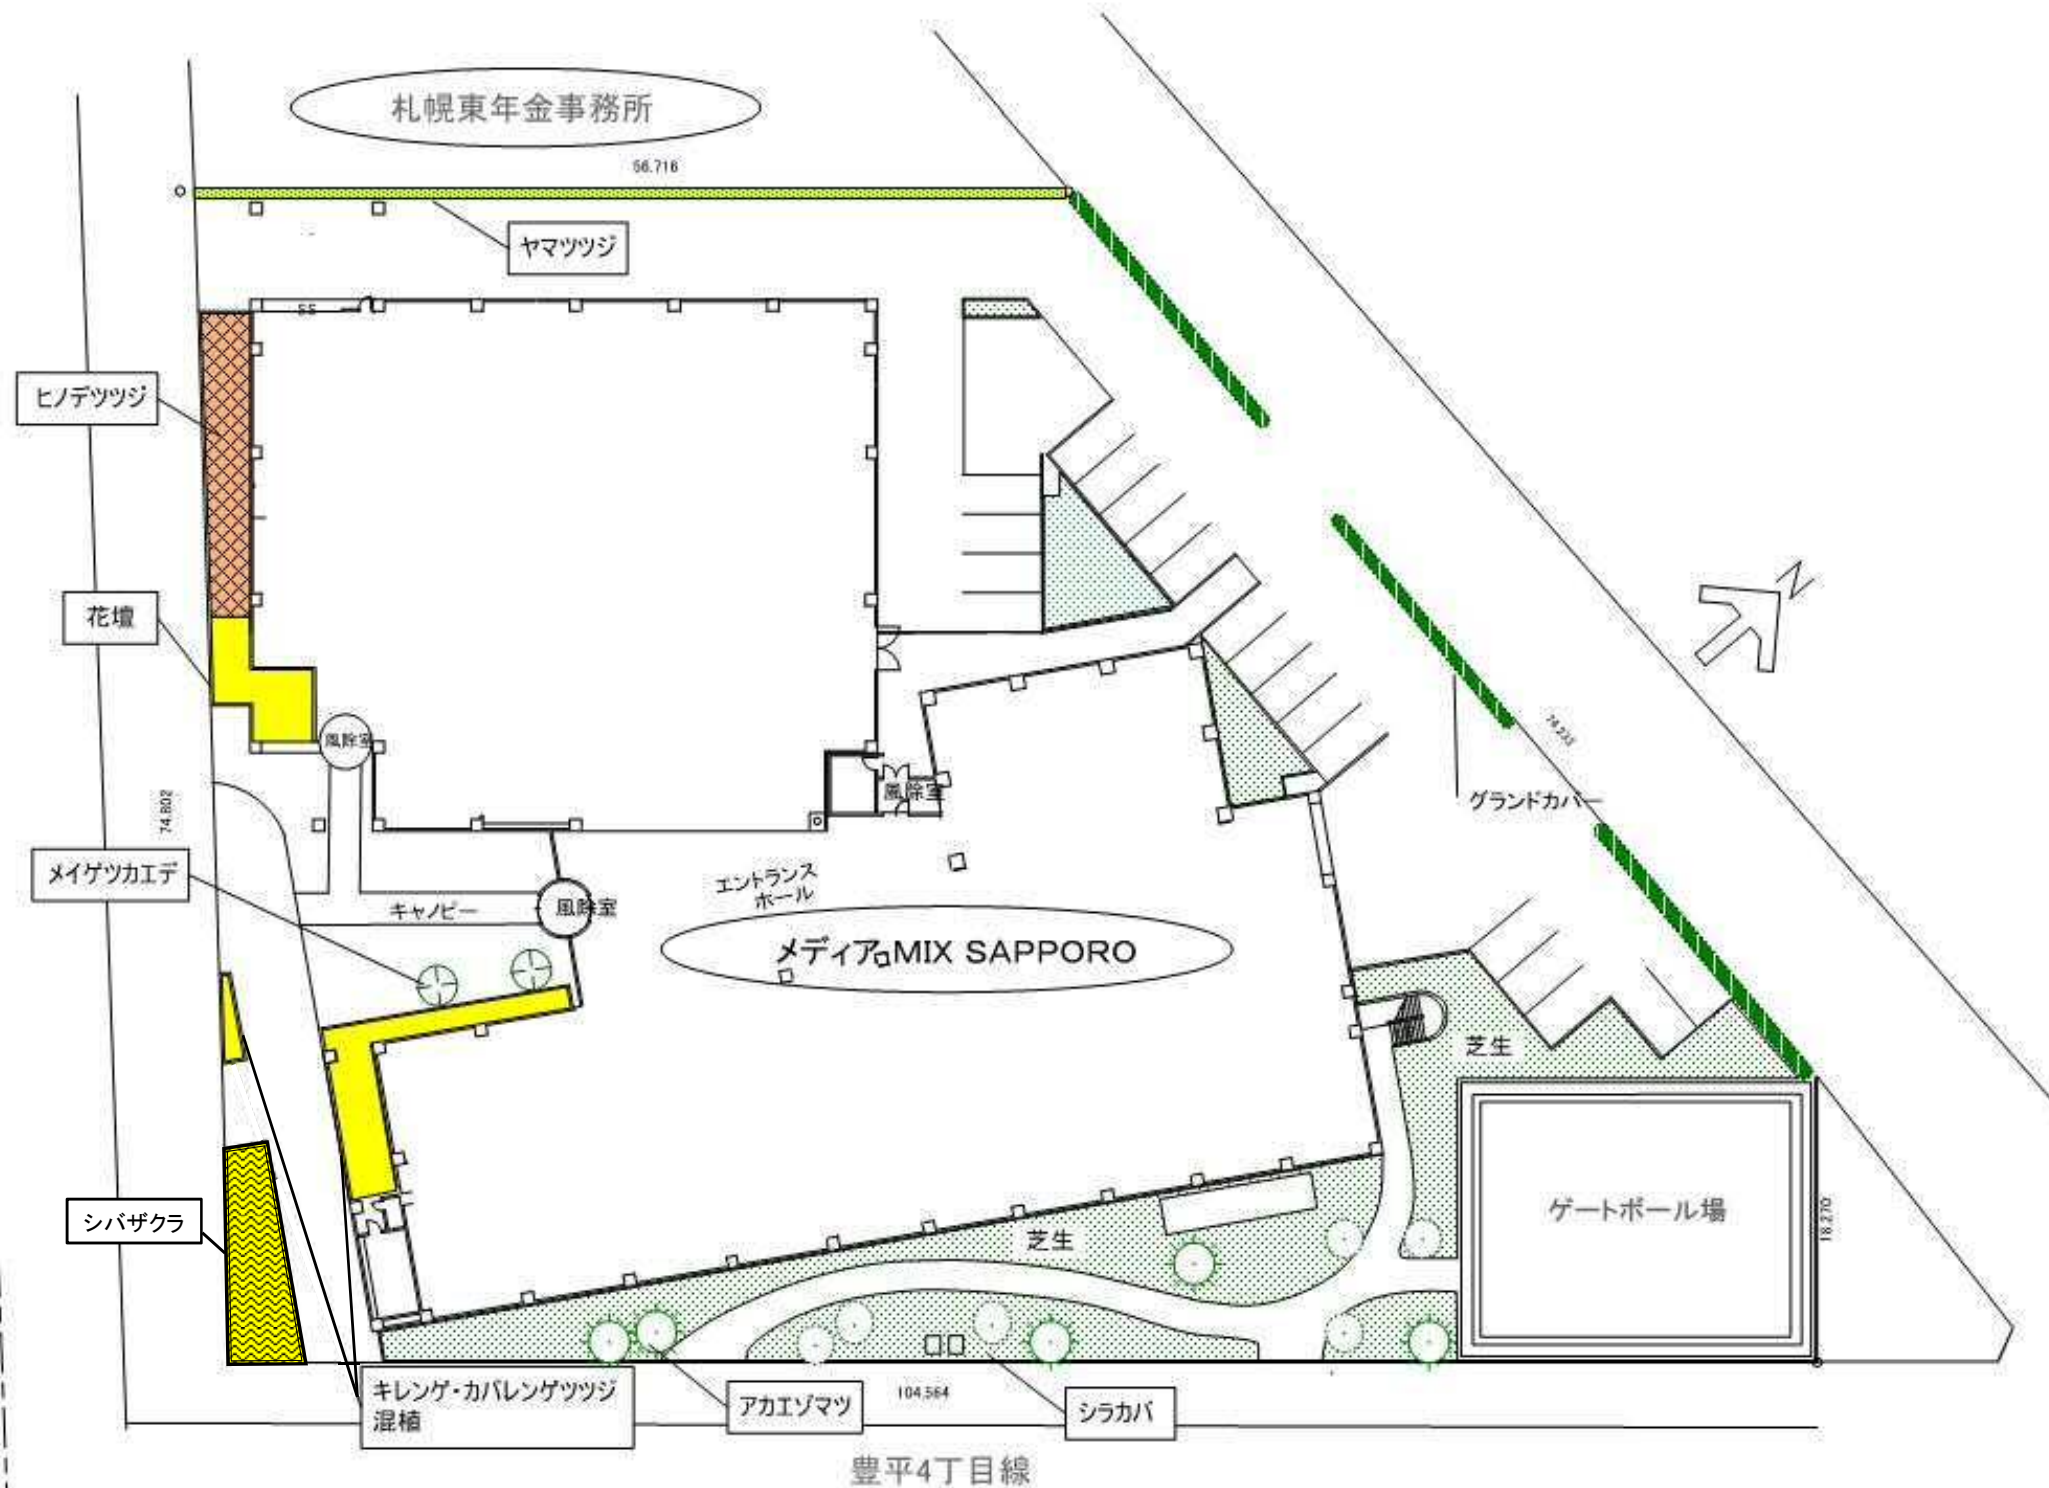 札幌東年金事務所
56.716
ヤマツツジ
SS
ヒノデツツジ
N
花壇
風除室
74.233
グランドカバー
風除室
74.802
メイゲツカエデ
エントランス
ホール
キャノピー
風除室
メディアMIX SAPPORO
芝生
シバザクラ
ゲートボール場
18.270
芝生
キレンゲ・カバレンゲツツジ
混植
アカエゾマツ
104.564
シラカバ
豊平4丁目線